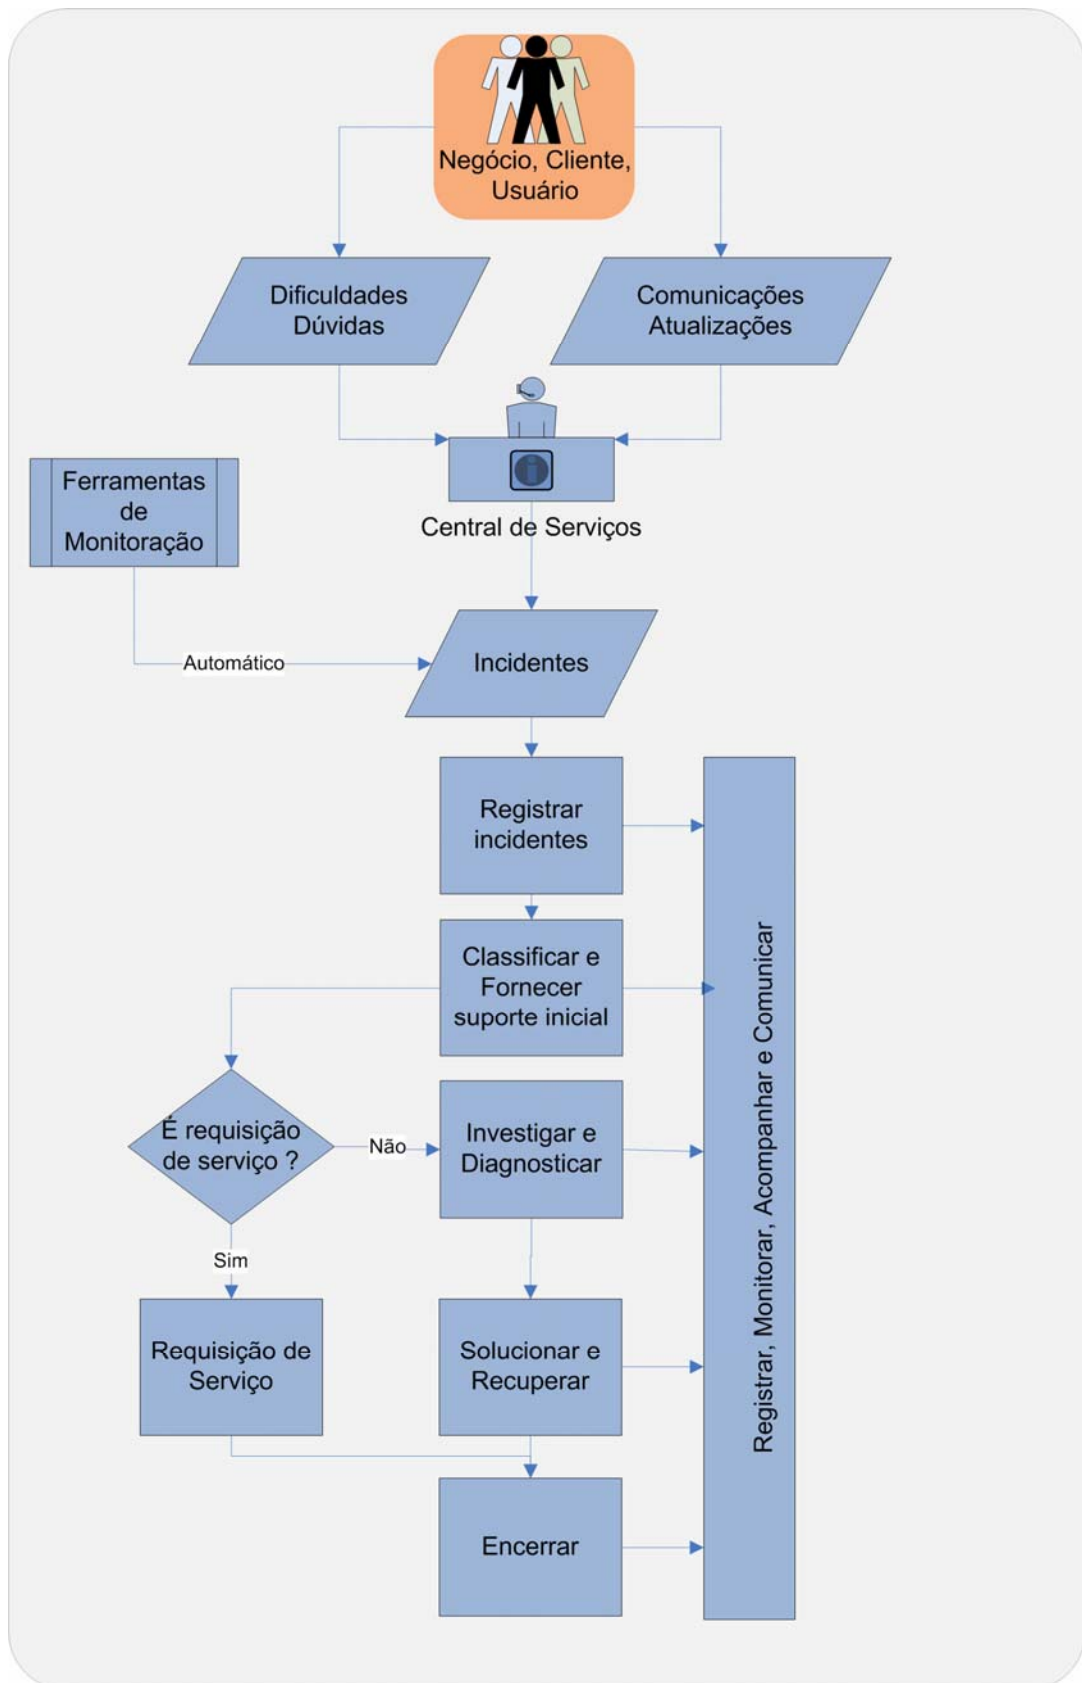 Negócio, Cliente,
Usuário
Dificuldades
Dúvidas
Comunicações
Atualizações
Ferramentas
de
Monitoração
Central de Serviços
Automático
Incidentes
Registrar
incidentes
Classificar e
Fornecer
suporte inicial
É requisição
de serviço ?
Não
Investigar e
Diagnosticar
Sim
Requisição de
Serviço
Solucionar e
Recuperar
Encerrar
Registrar, Monitorar, Acompanhar e Comunicar